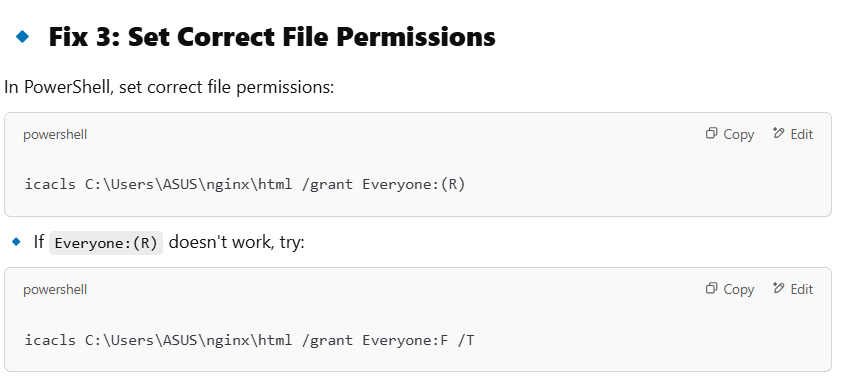 Fix 3: Set Correct File Permissions
In PowerShell, set correct file permissions:
powershell Copy Edit
icacls C:\Users\ASUS\nginx\html /grant Everyone:(R)
If Everyone:(R) doesn't work, try:
powershell Copy Edit
icacls C:\Users\ASUS\nginx\html /grant Everyone:F /T